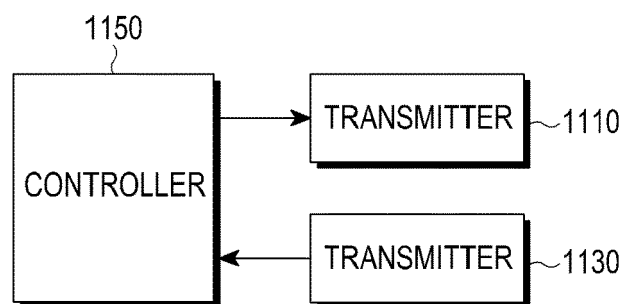 1150
CONTROLLER
TRANSMITTER
1110
TRANSMITTER
1130